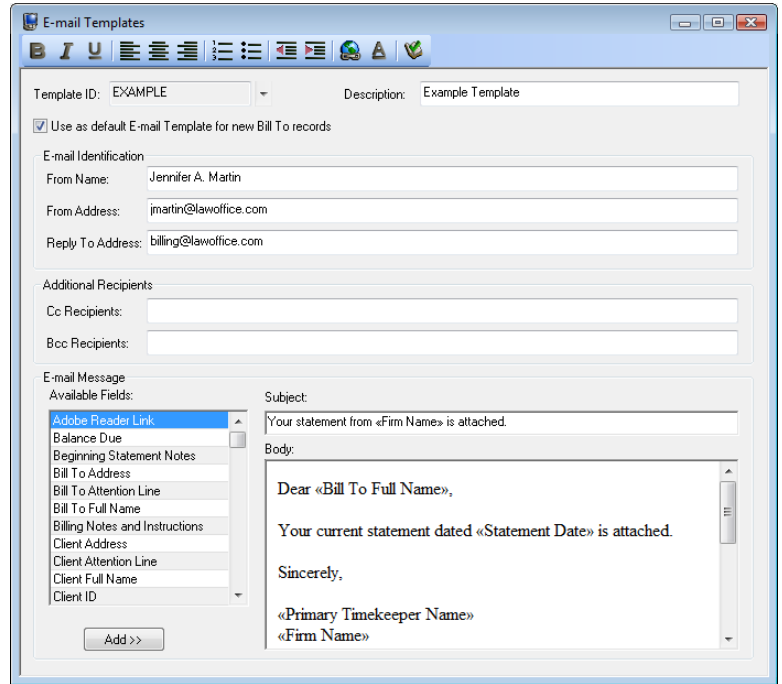 E-mail Templates
B I U
Template ID: EXAMPLE Description: Example Template
Use as default E-mail Template for new Bill To records
E-mail Identification
From Name: Jennifer A. Martin
From Address: jmartin@lawoffice.com
Reply To Address: billing@lawoffice.com
Additional Recipients
Cc Recipients:
Bcc Recipients:
E-mail Message
Available Fields:
Adobe Reader Link
Balance Due
Beginning Statement Notes
Bill To Address
Bill To Attention Line
Bill To Full Name
Billing Notes and Instructions
Client Address
Client Attention Line
Client Full Name
Client ID
Add >>
Subject:
Your statement from «Firm Name» is attached.
Body:
Dear «Bill To Full Name»,
Your current statement dated «Statement Date» is attached.
Sincerely,
«Primary Timekeeper Name»
«Firm Name»